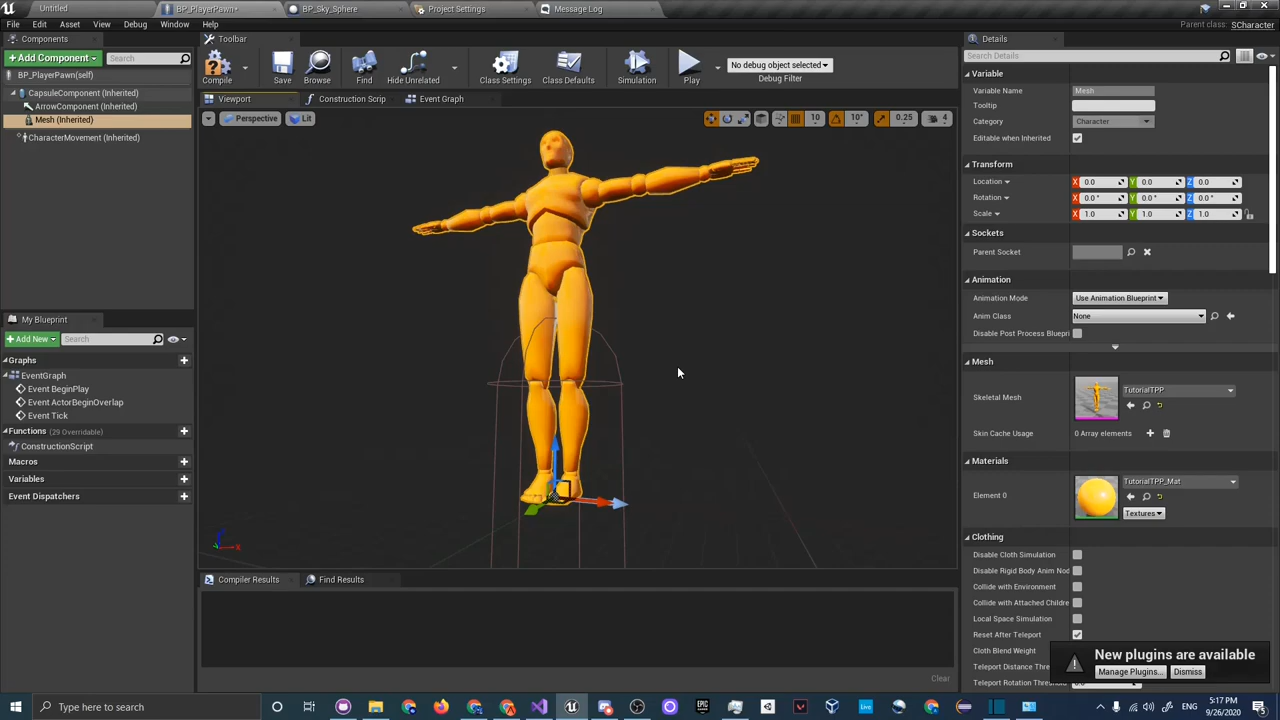 Untitled
BP_PlayerPawn*
BP_Sky_Sphere
Project Settings
Message Log
File Edit Asset View Debug Window Help
Parent class: SCharacter
Components
Toolbar
Details
+ Add Component
Search
Search Details
BP_PlayerPawn(self)
CapsuleComponent (Inherited)
ArrowComponent (Inherited)
Mesh (Inherited)
CharacterMovement (Inherited)
Compile
Save
Browse
Find
Hide Unrelated
Class Settings
Class Defaults
Simulation
Play
No debug object selected
Debug Filter
Viewport
Construction Scrip
Event Graph
Perspective
Lit
10
10°
0.25
4
Variable
Variable Name Mesh
Tooltip
Category Character
Editable when Inherited
Transform
Location X 0.0 Y 0.0 Z 0.0
Rotation X 0.0 ° Y 0.0 ° Z 0.0 °
Scale X 1.0 Y 1.0 Z 1.0
Sockets
Parent Socket
Animation
Animation Mode Use Animation Blueprint
Anim Class None
Disable Post Process Bluepri
Mesh
Skeletal Mesh TutorialTPP
Skin Cache Usage 0 Array elements
Materials
Element 0 TutorialTPP_Mat
Textures
Clothing
Disable Cloth Simulation
Disable Rigid Body Anim Nod
Collide with Environment
Collide with Attached Childre
Local Space Simulation
Reset After Teleport
Cloth Blend Weight
Teleport Distance Thre
Teleport Rotation Threshold
New plugins are available
Manage Plugins...
Dismiss
My Blueprint
+ Add New
Search
Graphs
EventGraph
Event BeginPlay
Event ActorBeginOverlap
Event Tick
Functions (29 Overridable)
ConstructionScript
Macros
Variables
Event Dispatchers
X
Compiler Results
Find Results
Clear
Type here to search
Live
5:17 PM
9/26/2020